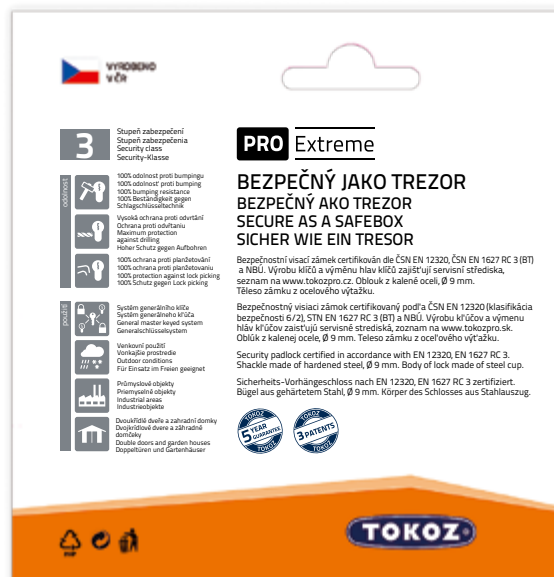 VYROBENO
V ČR
3
Stupeň zabezpečení
Stupeň zabezpečenia
Security class
Security-Klasse
PRO Extreme
odolnost
100% odolnost proti bumpingu
100% odolnosť proti bumping
100% bumping resistance
100% Beständigkeit gegen
Schlagschlüsseltechnik
Vysoká ochrana proti odvrtání
Ochrana proti odvŕtaniu
Maximum protection
against drilling
Hoher Schutz gegen Aufbohren
100% ochrana proti planžetování
100% ochrana proti planžetovaniu
100% protection against lock picking
100% Schutz gegen Lock picking
použití
Systém generálního klíče
Systém generálneho kľúča
General master keyed system
Generalschlüsselsystem
Venkovní použití
Vonkajšie prostredie
Outdoor conditions
Für Einsatz im Freien geeignet
Průmyslové objekty
Priemyselné objekty
Industrial areas
Industrieobjekte
Dvoukřídlé dveře a zahradní domky
Dvojkrídlové dvere a záhradné
domčeky
Double doors and garden houses
Doppeltüren und Gartenhäuser
BEZPEČNÝ JAKO TREZOR
BEZPEČNÝ AKO TREZOR
SECURE AS A SAFEBOX
SICHER WIE EIN TRESOR
Bezpečnostní visací zámek certifikován dle ČSN EN 12320, ČSN EN 1627 RC 3 (BT)
a NBÚ. Výrobu klíčů a výměnu hlav klíčů zajišťují servisní střediska,
seznam na www.tokozpro.cz. Oblouk z kalené oceli, Ø 9 mm.
Těleso zámku z ocelového výtažku.
Bezpečnostný visiaci zámok certifikovaný podľa ČSN EN 12320 (klasifikácia
bezpečnosti 6/2), STN EN 1627 RC 3 (BT) a NBÚ. Výrobu kľúčov a výmenu
hláv kľúčov zaisťujú servisné strediská, zoznam na www.tokozpro.sk.
Oblúk z kalenej ocele, Ø 9 mm. Teleso zámku z oceľového výťažku.
Security padlock certified in accordance with EN 12320, EN 1627 RC 3.
Shackle made of hardened steel, Ø 9 mm. Body of lock made of steel cup.
Sicherheits-Vorhängeschloss nach EN 12320, EN 1627 RC 3 zertifiziert.
Bügel aus gehärtetem Stahl, Ø 9 mm. Körper des Schlosses aus Stahlauszug.
TOKOZ
5 YEAR
GUARANTEE
TOKOZ
TOKOZ
3 PATENTS
TOKOZ
TOKOZ